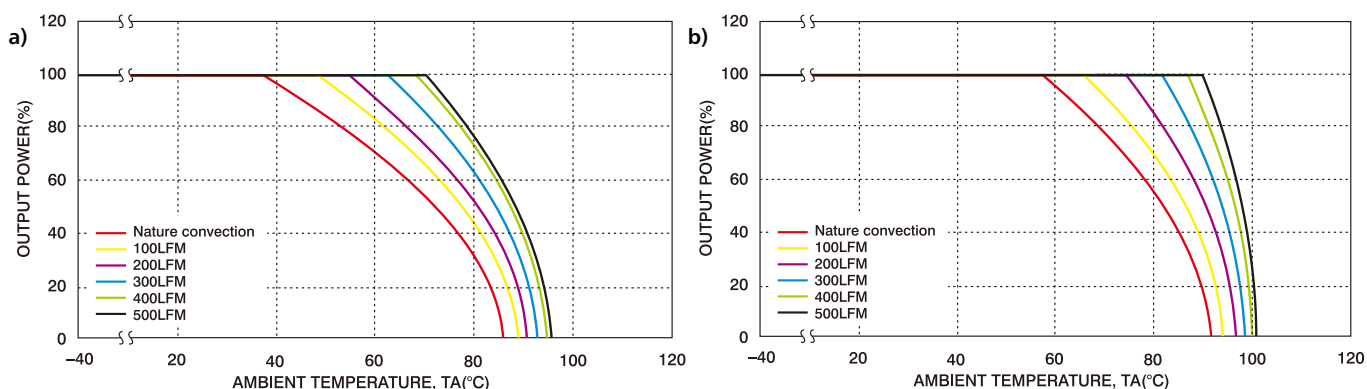 a)
OUTPUT POWER(%)
120
100
80
60
40
20
0
Nature convection
100LFM
200LFM
300LFM
400LFM
500LFM
–40 20 40 60 80 100 120
AMBIENT TEMPERATURE, TA(°C)
b)
OUTPUT POWER(%)
120
100
80
60
40
20
0
Nature convection
100LFM
200LFM
300LFM
400LFM
500LFM
–40 20 40 60 80 100 120
AMBIENT TEMPERATURE, TA(°C)